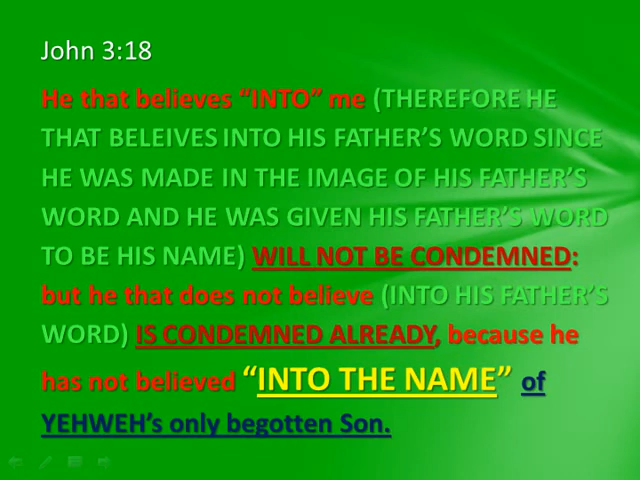 John 3:18
He that believes “INTO” me (THEREFORE HE
THAT BELEIVES INTO HIS FATHER’S WORD SINCE
HE WAS MADE IN THE IMAGE OF HIS FATHER’S
WORD AND HE WAS GIVEN HIS FATHER’S WORD
TO BE HIS NAME) WILL NOT BE CONDEMNED:
but he that does not believe (INTO HIS FATHER’S
WORD) IS CONDEMNED ALREADY, because he
has not believed “INTO THE NAME” of
YEHWEH’s only begotten Son.